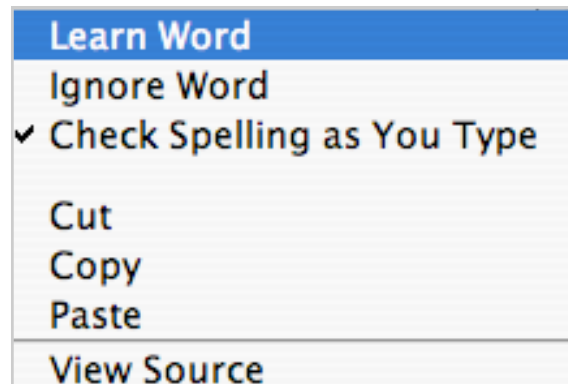 Learn Word
Ignore Word
✓ Check Spelling as You Type
Cut
Copy
Paste
View Source